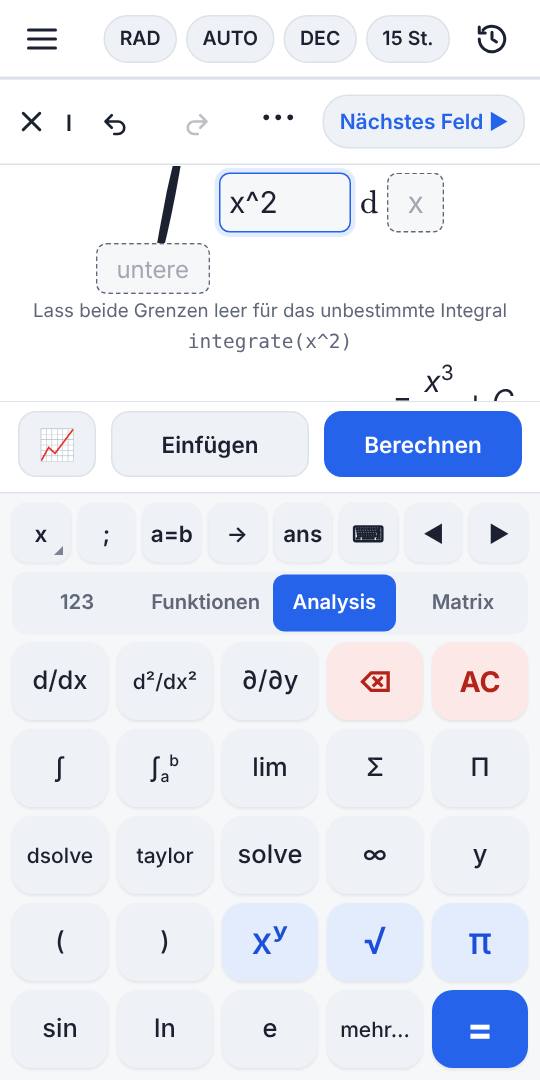 RAD AUTO DEC 15 St.
Nächstes Feld ▶
∫ x^2 d x
untere
Lass beide Grenzen leer für das unbestimmte Integral
integrate(x^2)
= x³ + C
Einfügen Berechnen
x ; a=b → ans ⌨ ◀ ▶
123 Funktionen Analysis Matrix
d/dx d²/dx² ∂/∂y ⌫ AC
∫ ∫ₐᵇ lim Σ Π
dsolve taylor solve ∞ y
( ) xʸ √ π
sin ln e mehr… =